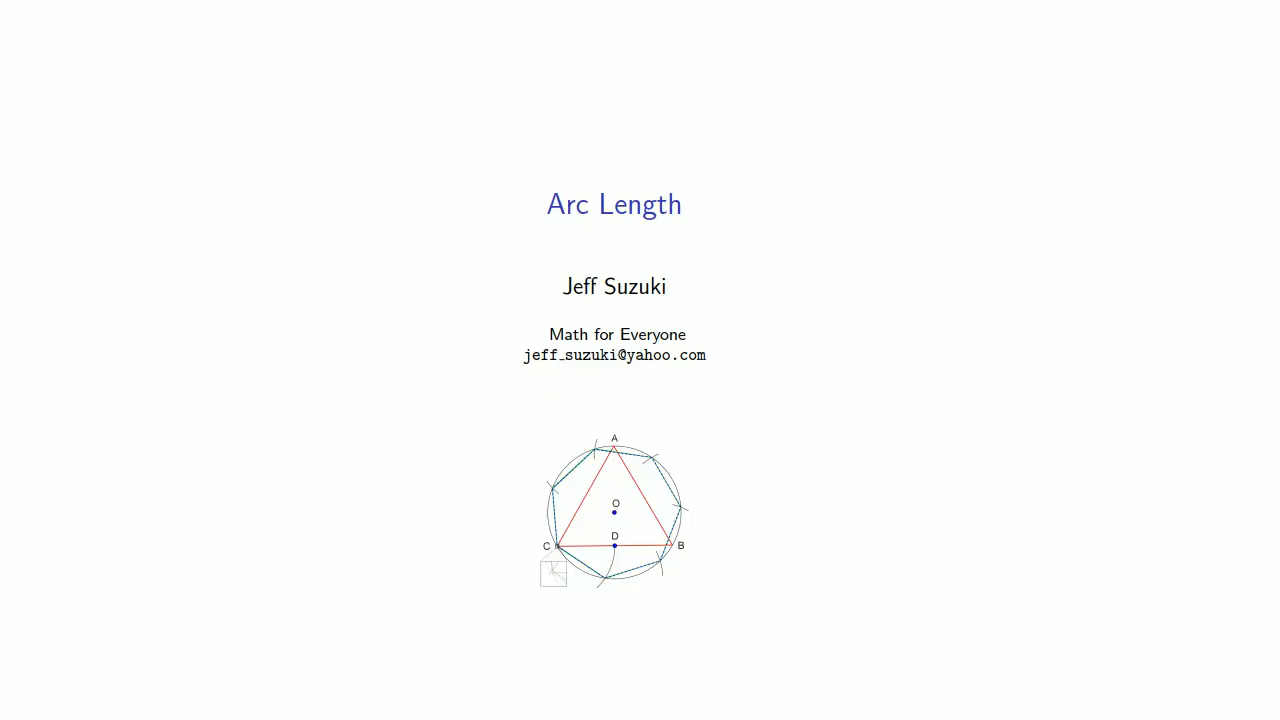 Arc Length
Jeff Suzuki
Math for Everyone
jeff_suzuki@yahoo.com
A
O
D
C
B